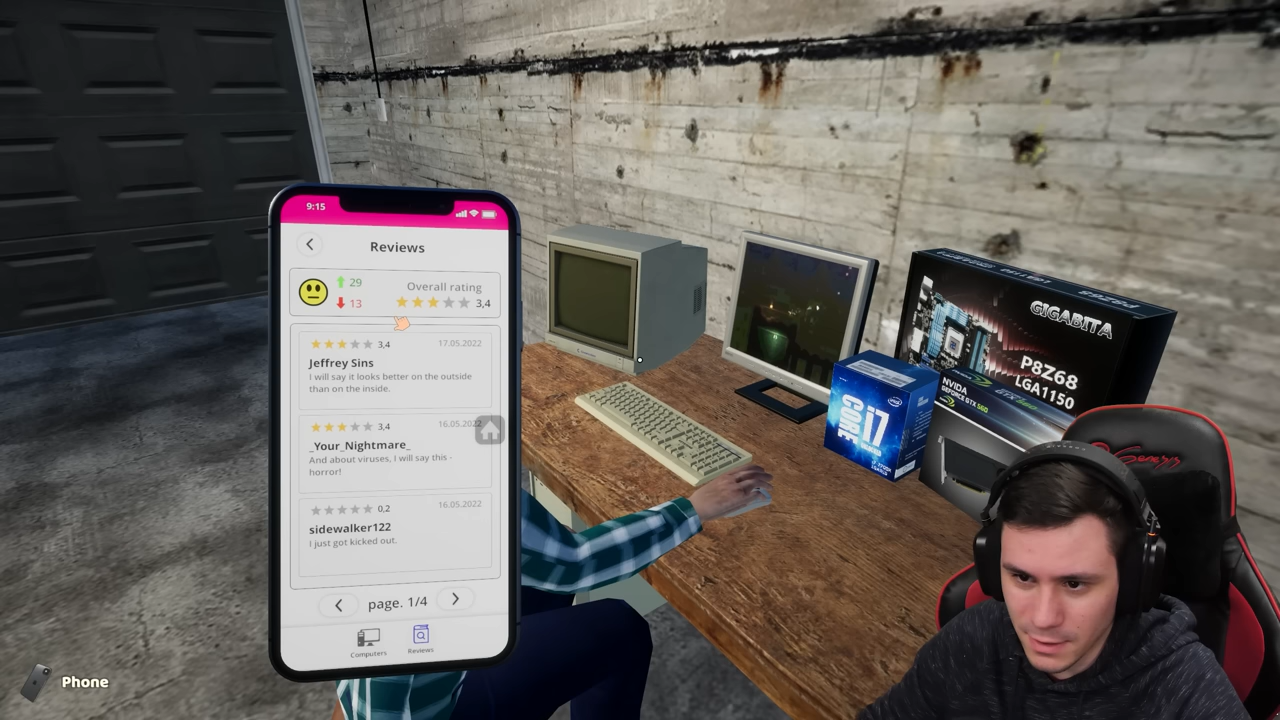 9:15
Reviews
29
13
Overall rating
3,4
3,4
17.05.2022
Jeffrey Sins
I will say it looks better on the outside
than on the inside.
3,4
16.05.2022
_Your_Nightmare_
And about viruses, I will say this -
horror!
0,2
16.05.2022
sidewalker122
I just got kicked out.
page. 1/4
Computers
Reviews
Phone
GIGABITA
P8Z68
LGA1150
NVIDIA
GEFORCE GTX
intel
CORE i7
Genesis